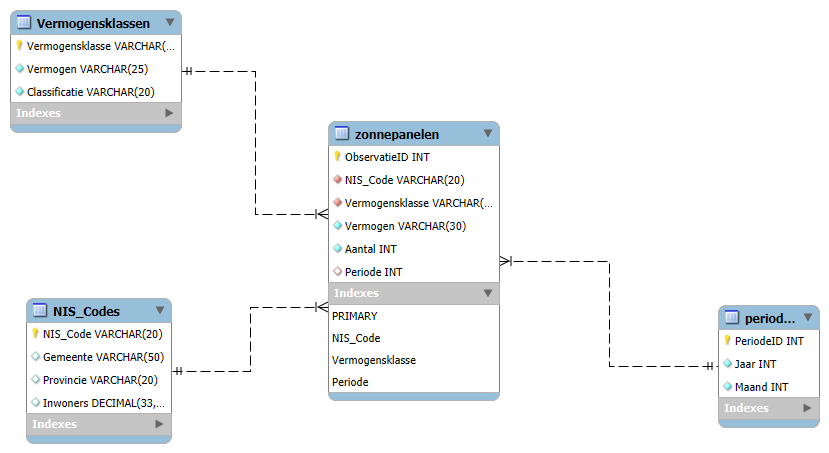 Vermogensklassen
Vermogensklasse VARCHAR(...
Vermogen VARCHAR(25)
Classificatie VARCHAR(20)
Indexes
zonnepanelen
ObservatieID INT
NIS_Code VARCHAR(20)
Vermogensklasse VARCHAR(...
Vermogen VARCHAR(30)
Aantal INT
Periode INT
Indexes
PRIMARY
NIS_Code
Vermogensklasse
Periode
NIS_Codes
NIS_Code VARCHAR(20)
Gemeente VARCHAR(50)
Provincie VARCHAR(20)
Inwoners DECIMAL(33,...
Indexes
period...
PeriodeID INT
Jaar INT
Maand INT
Indexes